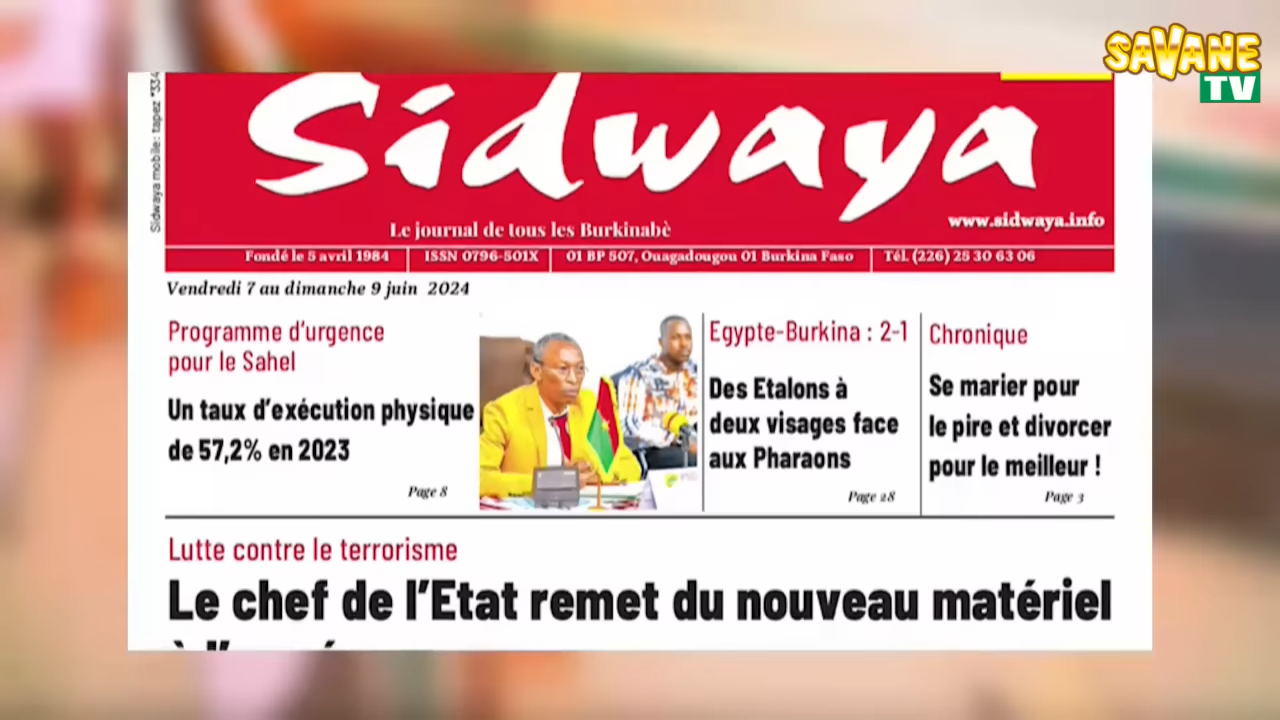 SAVANE
TV
Sidwaya mobile: tapez *334
Sidwaya
Le journal de tous les Burkinabè
www.sidwaya.info
Fondé le 5 avril 1984
ISSN 0796-501X
01 BP 507, Ouagadougou 01 Burkina Faso
Tél. (226) 25 30 63 06
Vendredi 7 au dimanche 9 juin 2024
Programme d'urgence
pour le Sahel
Un taux d'exécution physique
de 57,2% en 2023
Page 8
Egypte-Burkina : 2-1
Des Etalons à
deux visages face
aux Pharaons
Page 28
Chronique
Se marier pour
le pire et divorcer
pour le meilleur !
Page 3
Lutte contre le terrorisme
Le chef de l'Etat remet du nouveau matériel